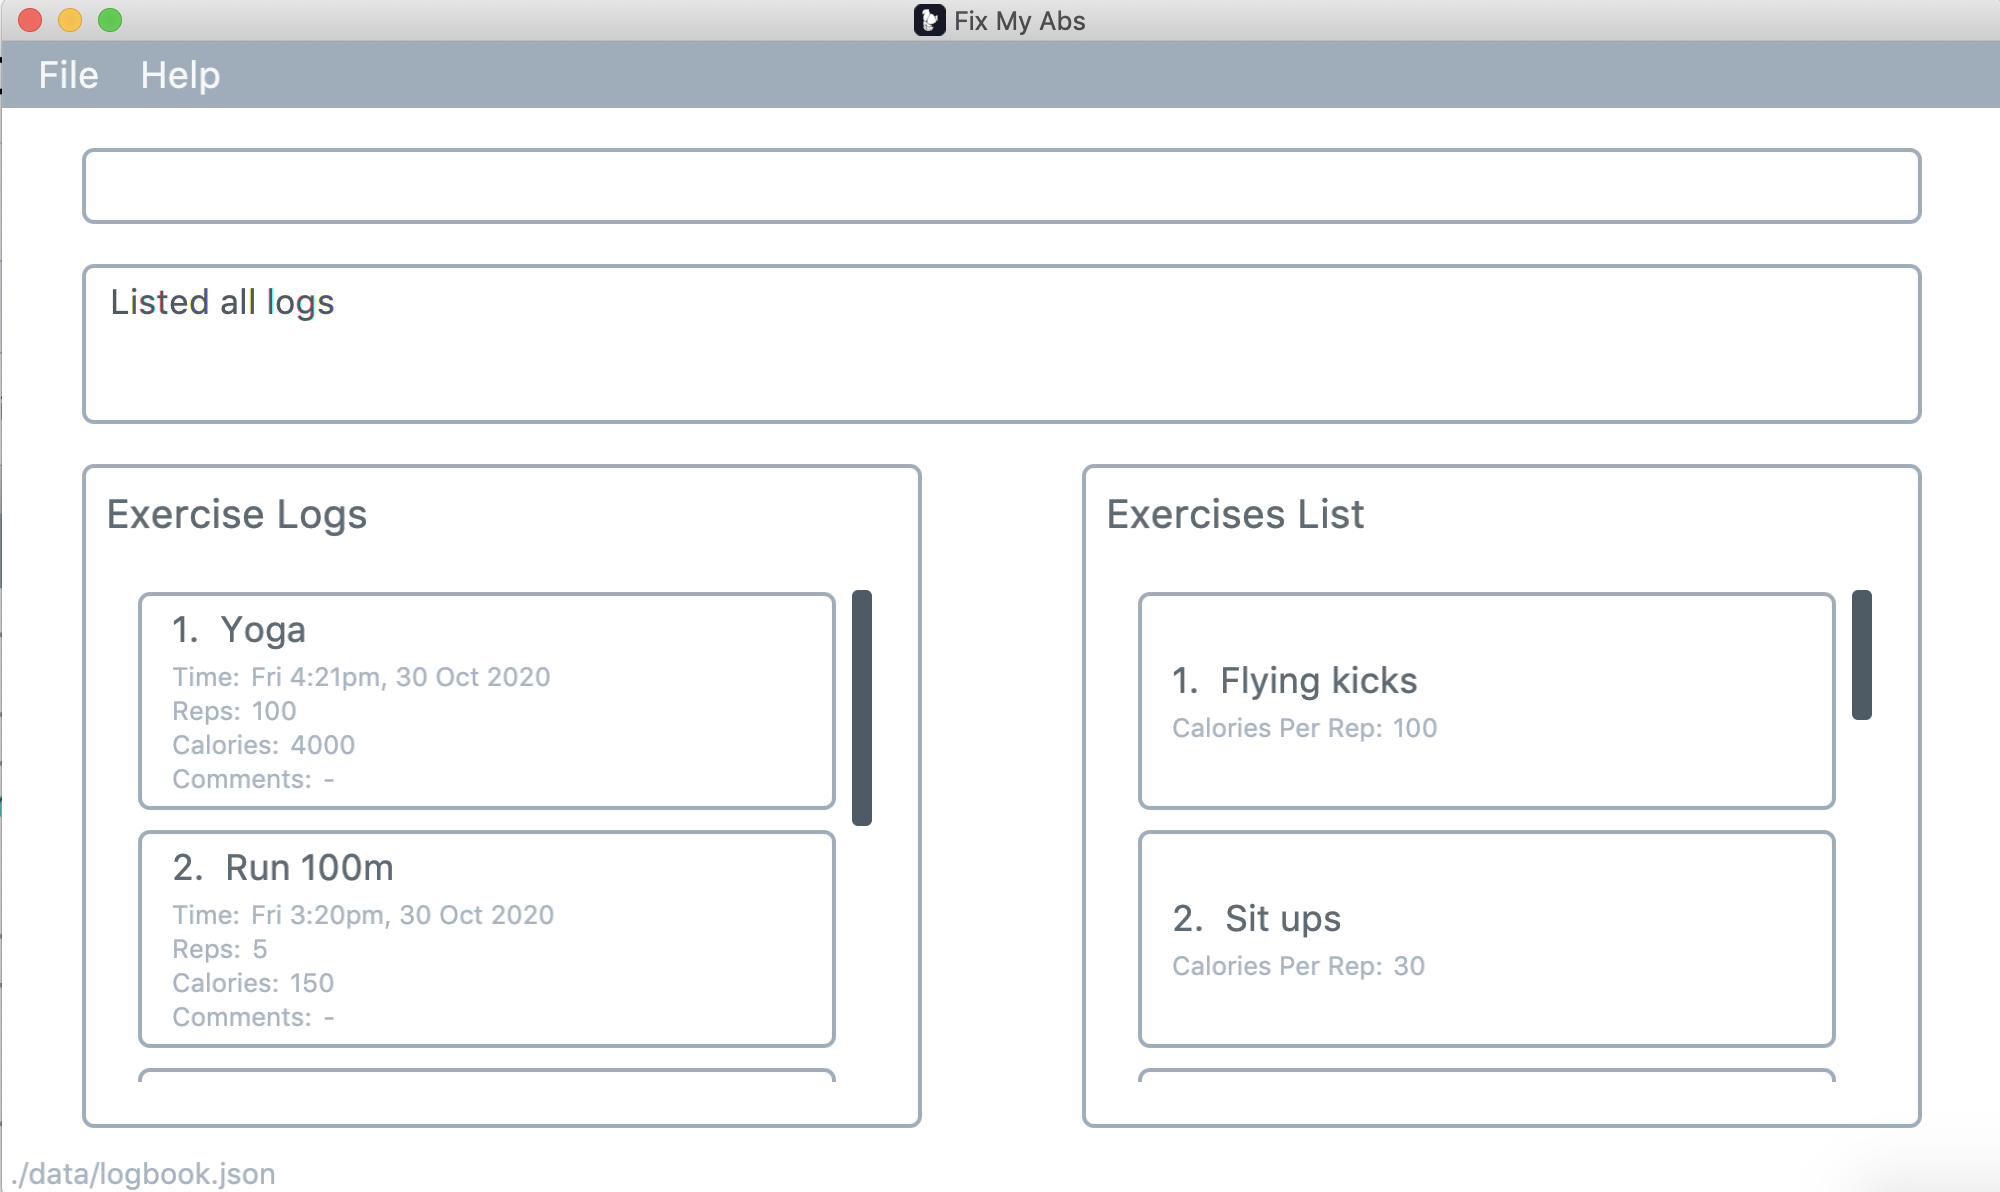 Fix My Abs
File Help
Listed all logs
Exercise Logs
1. Yoga
Time: Fri 4:21pm, 30 Oct 2020
Reps: 100
Calories: 4000
Comments: -
2. Run 100m
Time: Fri 3:20pm, 30 Oct 2020
Reps: 5
Calories: 150
Comments: -
Exercises List
1. Flying kicks
Calories Per Rep: 100
2. Sit ups
Calories Per Rep: 30
./data/logbook.json